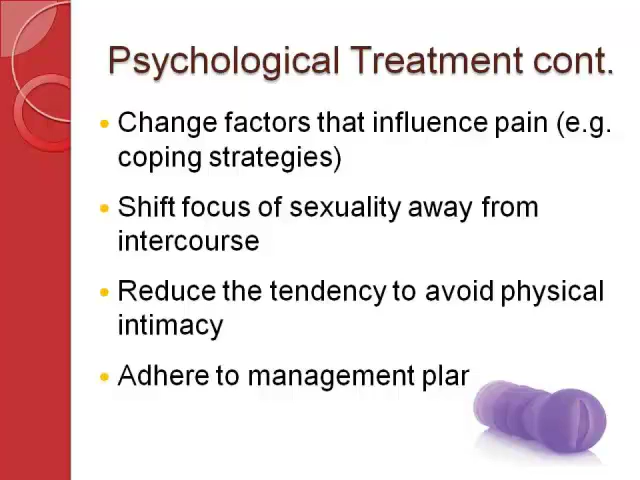 Psychological Treatment cont.
Change factors that influence pain (e.g.
coping strategies)
Shift focus of sexuality away from
intercourse
Reduce the tendency to avoid physical
intimacy
Adhere to management plar